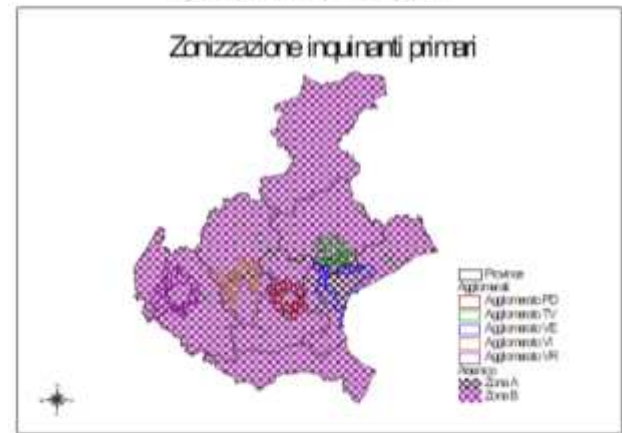 Zonizzazione inquinanti primari
Province
Agglomerati
Agglomerato PD
Agglomerato TV
Agglomerato VE
Agglomerato VI
Agglomerato VR
Zona A
Zona B